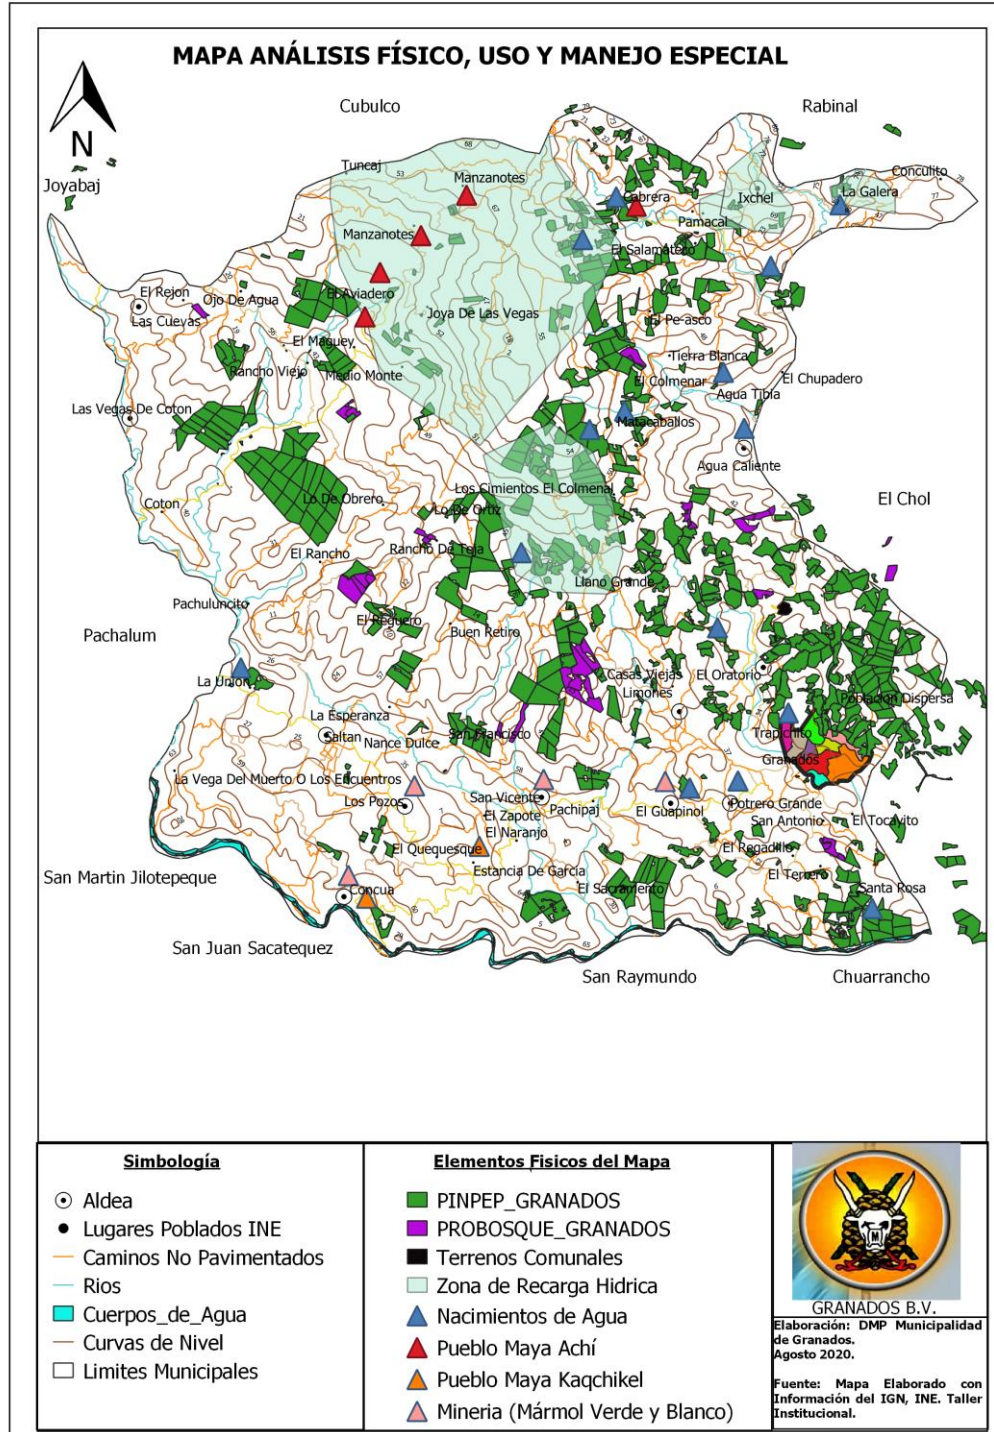 MAPA ANÁLISIS FÍSICO, USO Y MANEJO ESPECIAL
Cubulco
Rabinal
N
Joyabaj
Tuncaj
Manzanotes
Conculito
La Galera
Cabrera
Ixchel
Pamacal
Manzanotes
El Salamateco
El Rejon
Ojo De Agua
El Aviadero
Las Cuevas
Joya De Las Vegas
El Pe-asco
El Maguey
Tierra Blanca
Rancho Viejo
Medio Monte
El Colmenar
El Chupadero
Agua Tibia
Las Vegas De Coton
Matacaballos
Agua Caliente
Los Cimientos El Colmenal
El Chol
Lo De Obrero
Coton
Lo De Ortiz
El Rancho
Rancho De Teja
Llano Grande
Pachuluncito
El Reguero
Buen Retiro
Pachalum
Casas Viejas
El Oratorio
La Union
Limones
Poblacion Dispersa
La Esperanza
Trapichito
Saltan
Nance Dulce
San Francisco
Granados
La Vega Del Muerto O Los Encuentros
Los Pozos
San Vicente
Pachipaj
El Guapinol
Potrero Grande
El Zapote
San Antonio
El Tocayito
El Naranjo
El Quequesque
El Regadillo
Estancia De Garcia
El Terrero
San Martin Jilotepeque
Concua
El Sacramento
Santa Rosa
San Juan Sacatequez
San Raymundo
Chuarrancho
Simbología
Aldea
Lugares Poblados INE
Caminos No Pavimentados
Rios
Cuerpos_de_Agua
Curvas de Nivel
Limites Municipales
Elementos Fisicos del Mapa
PINPEP_GRANADOS
PROBOSQUE_GRANADOS
Terrenos Comunales
Zona de Recarga Hidrica
Nacimientos de Agua
Pueblo Maya Achí
Pueblo Maya Kaqchikel
Mineria (Mármol Verde y Blanco)
M
GRANADOS B.V.
Elaboración: DMP Municipalidad
de Granados.
Agosto 2020.
Fuente: Mapa Elaborado con
Información del IGN, INE. Taller
Institucional.